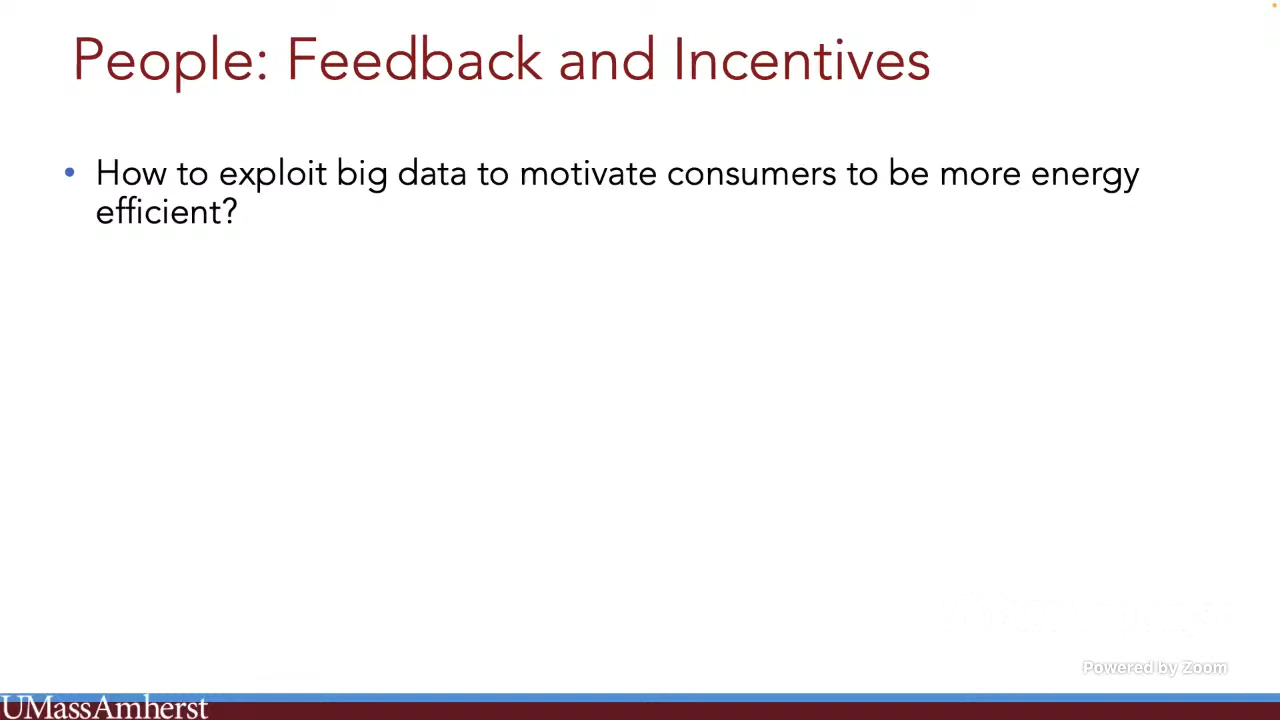 People: Feedback and Incentives
• How to exploit big data to motivate consumers to be more energy
efficient?
Powered by Zoom
UMassAmherst